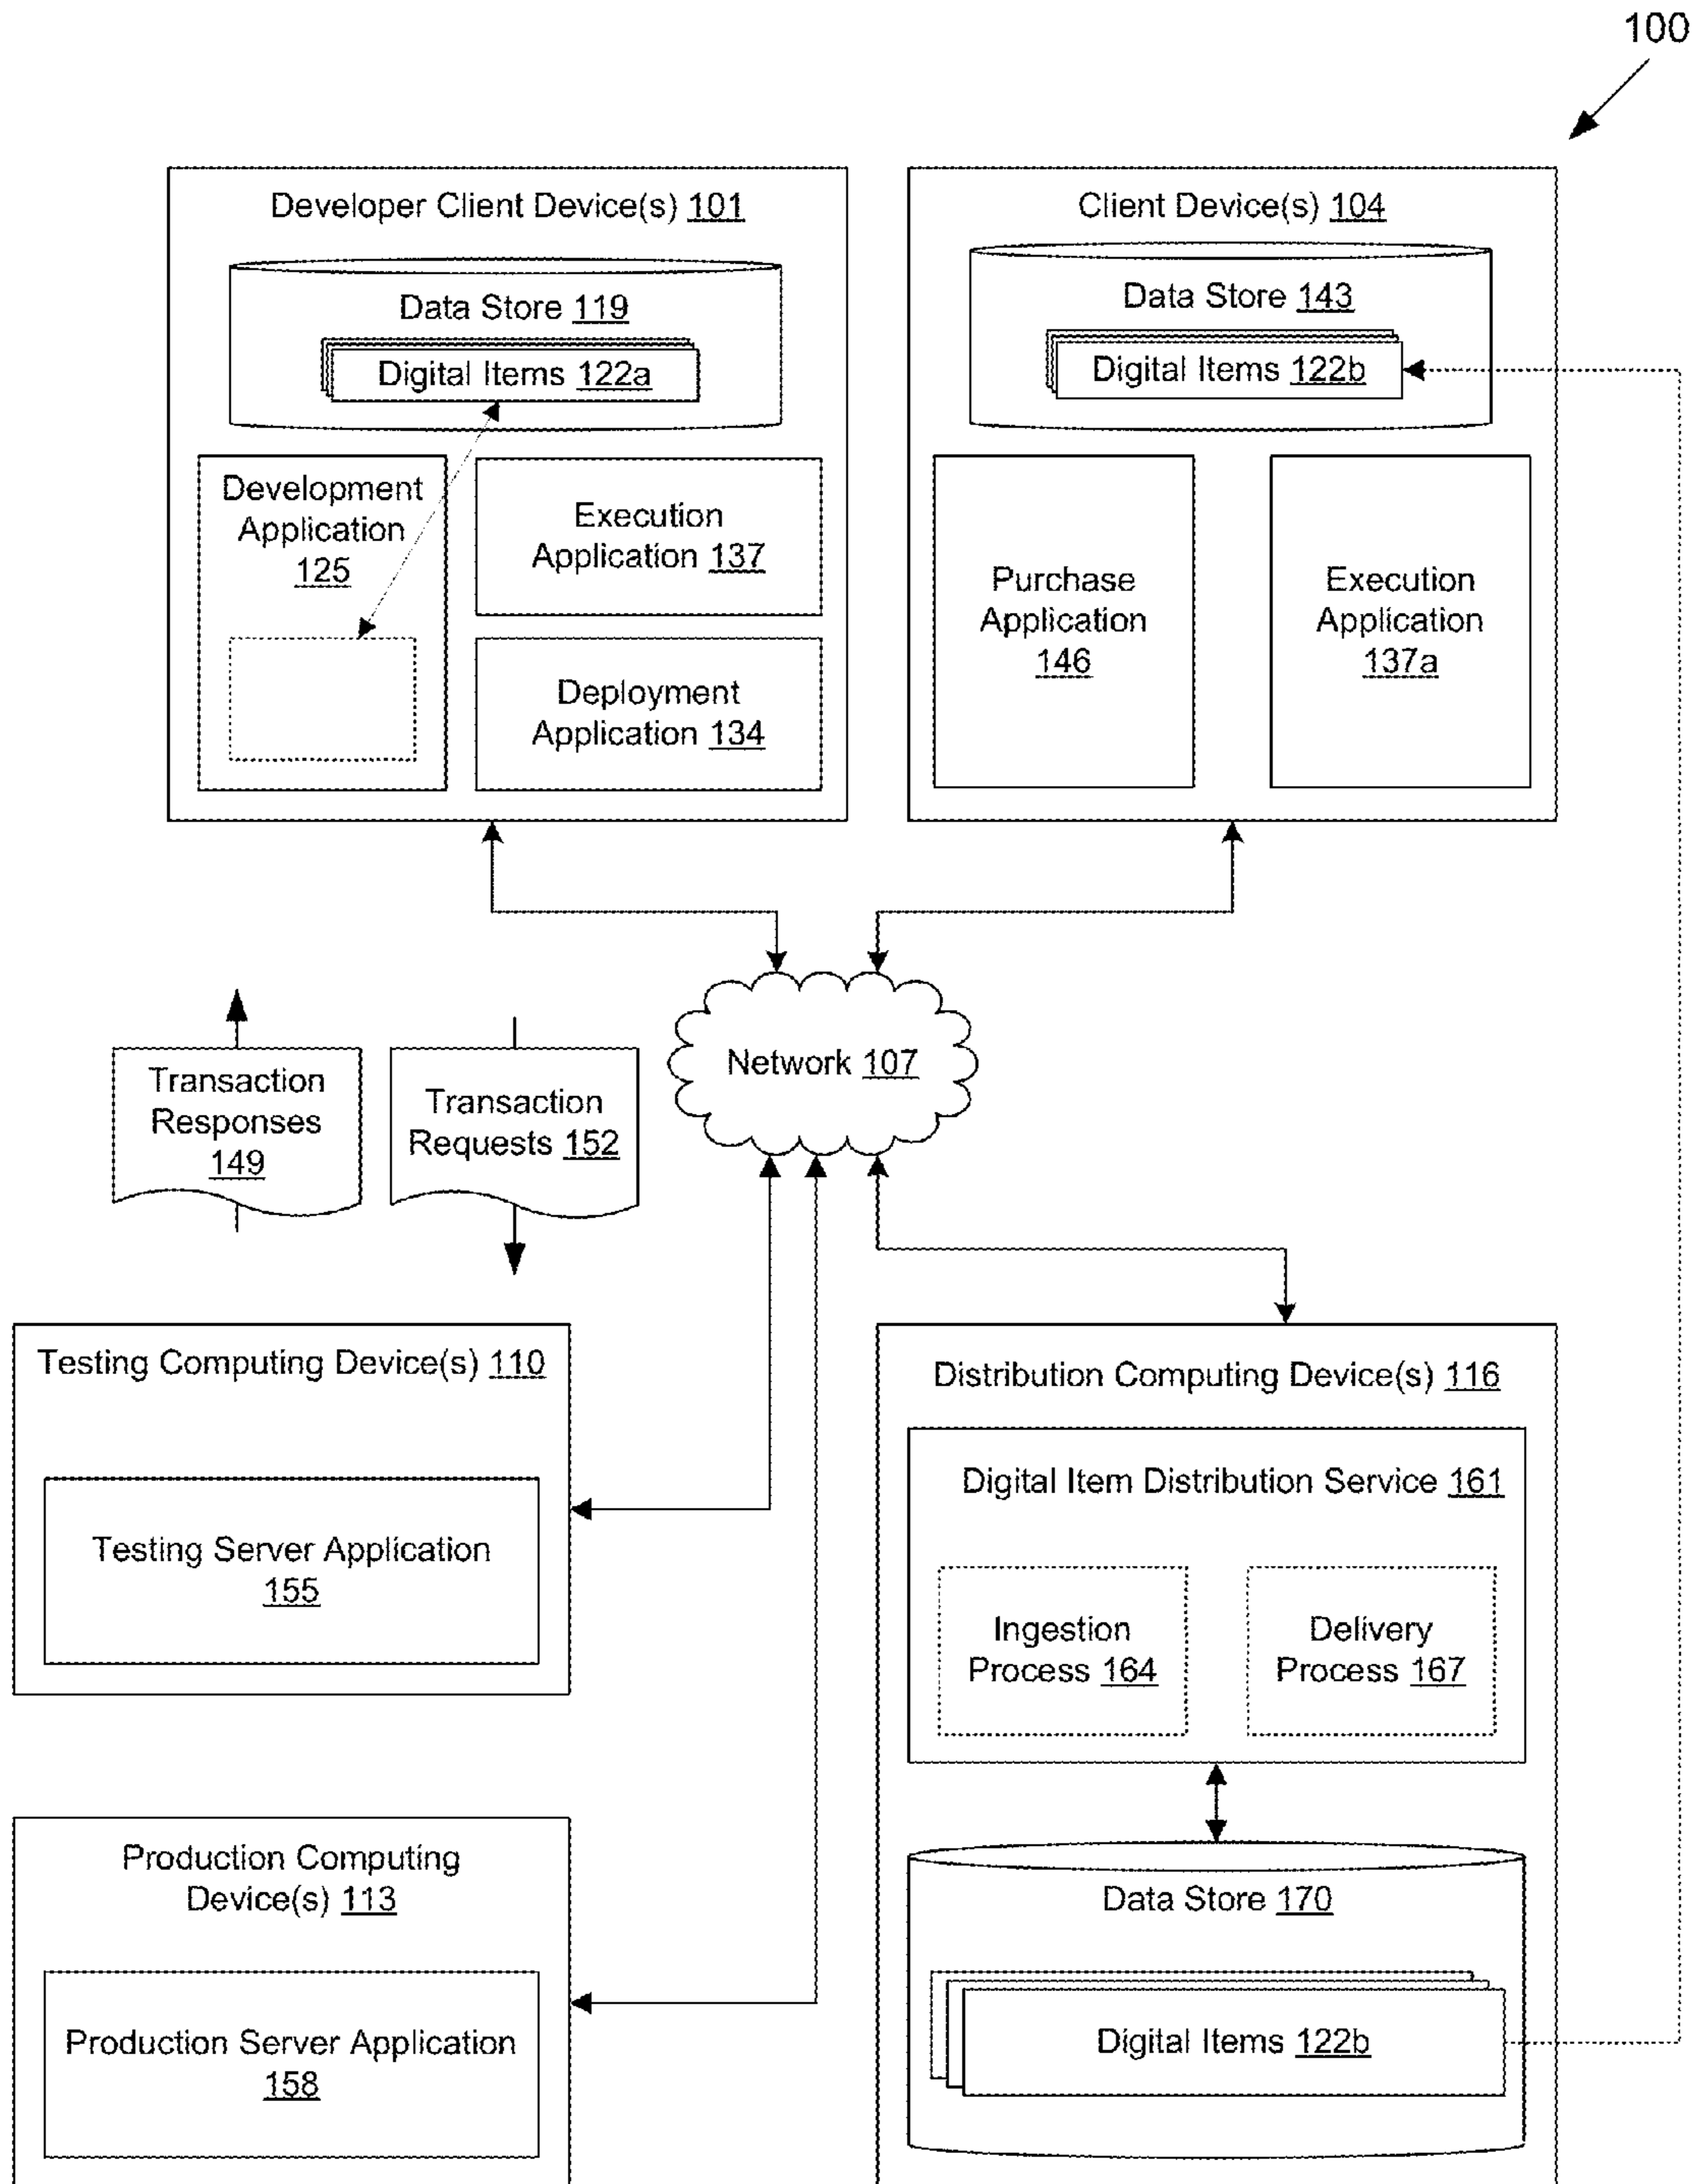 100
Developer Client Device(s) 101
Data Store 119
Digital Items 122a
Development
Application
125
Execution
Application 137
Deployment
Application 134
Client Device(s) 104
Data Store 143
Digital Items 122b
Purchase
Application
146
Execution
Application
137a
Transaction
Responses
149
Transaction
Requests 152
Network 107
Testing Computing Device(s) 110
Testing Server Application
155
Production Computing
Device(s) 113
Production Server Application
158
Distribution Computing Device(s) 116
Digital Item Distribution Service 161
Ingestion
Process 164
Delivery
Process 167
Data Store 170
Digital Items 122b